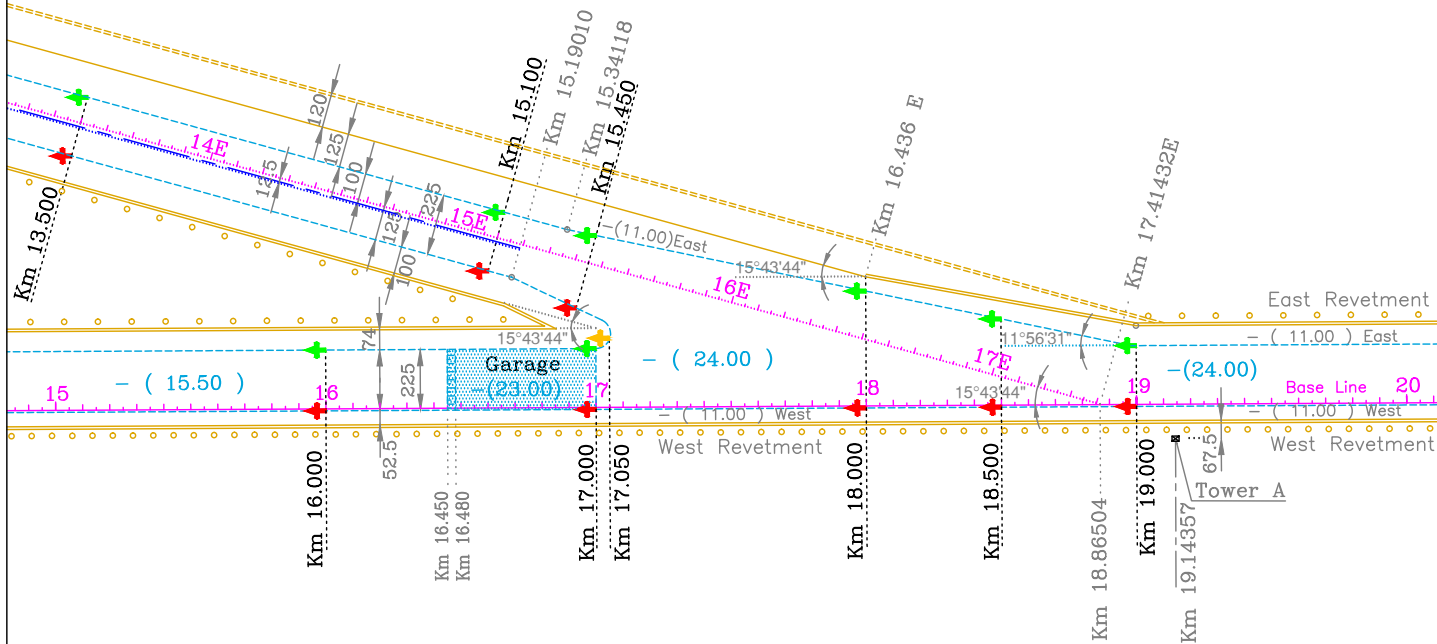 Km 15.19010
Km 15.34118
Km 15.100
Km 15.450
120
125
100
225
14E
12.5
15E
-(11.00)East
Km 16.436 E
Km 17.41432E
Km 13.500
125
100
15°43'44"
16E
East Revetment
- ( 11.00 ) East
74
15°43'44"
11°56'31"
- ( 15.50 )
225
Garage
-(23.00)
- ( 24.00 )
17E
-(24.00)
15
16
17
18
15°43'44"
19
Base Line
20
- ( 11.00 ) West
- ( 11.00 ) West
52.5
West Revetment
67.5
West Revetment
Tower A
Km 16.000
Km 16.450
Km 16.480
Km 17.000
Km 17.050
Km 18.000
Km 18.500
Km 18.86504
Km 19.000
Km 19.14357